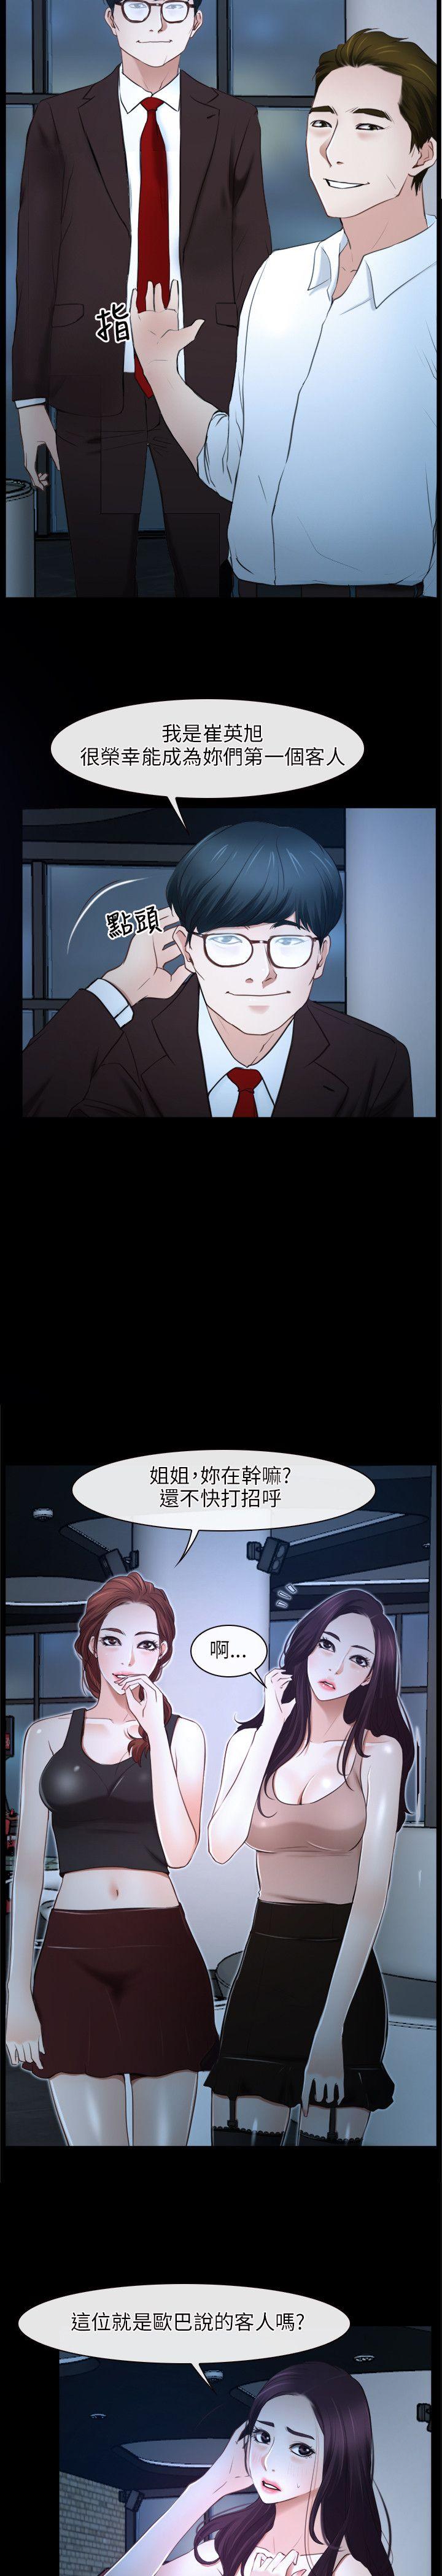 指
我是崔英旭
很榮幸能成為妳們第一個客人
點頭
姐姐,妳在幹嘛?
還不快打招呼
啊...
這位就是歐巴說的客人嗎?